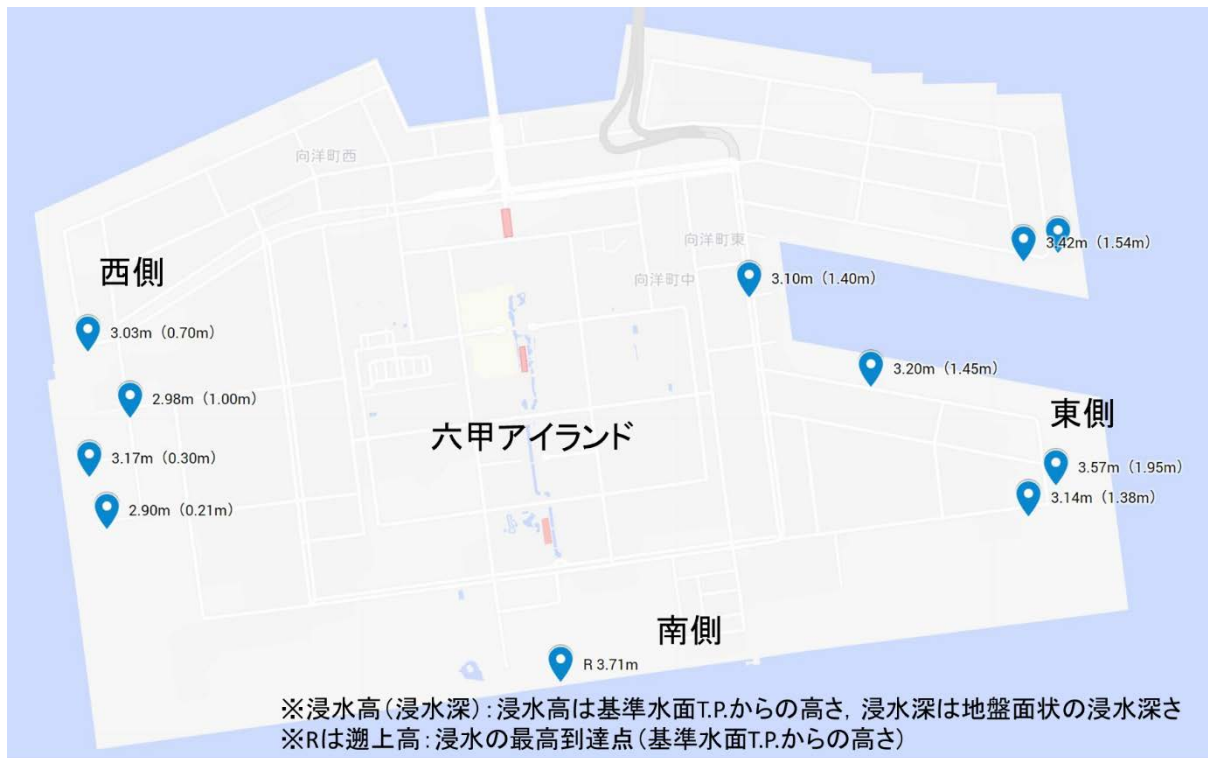 向洋町西
向洋町東
3.42m（1.54m）
西側
向洋町中
3.10m（1.40m）
3.03m（0.70m）
3.20m（1.45m）
2.98m（1.00m）
東側
六甲アイランド
3.17m（0.30m）
3.57m（1.95m）
3.14m（1.38m）
2.90m（0.21m）
南側
R 3.71m
※浸水高（浸水深）：浸水高は基準水面T.P.からの高さ，浸水深は地盤面状の浸水深さ
※Rは遡上高：浸水の最高到達点（基準水面T.P.からの高さ）